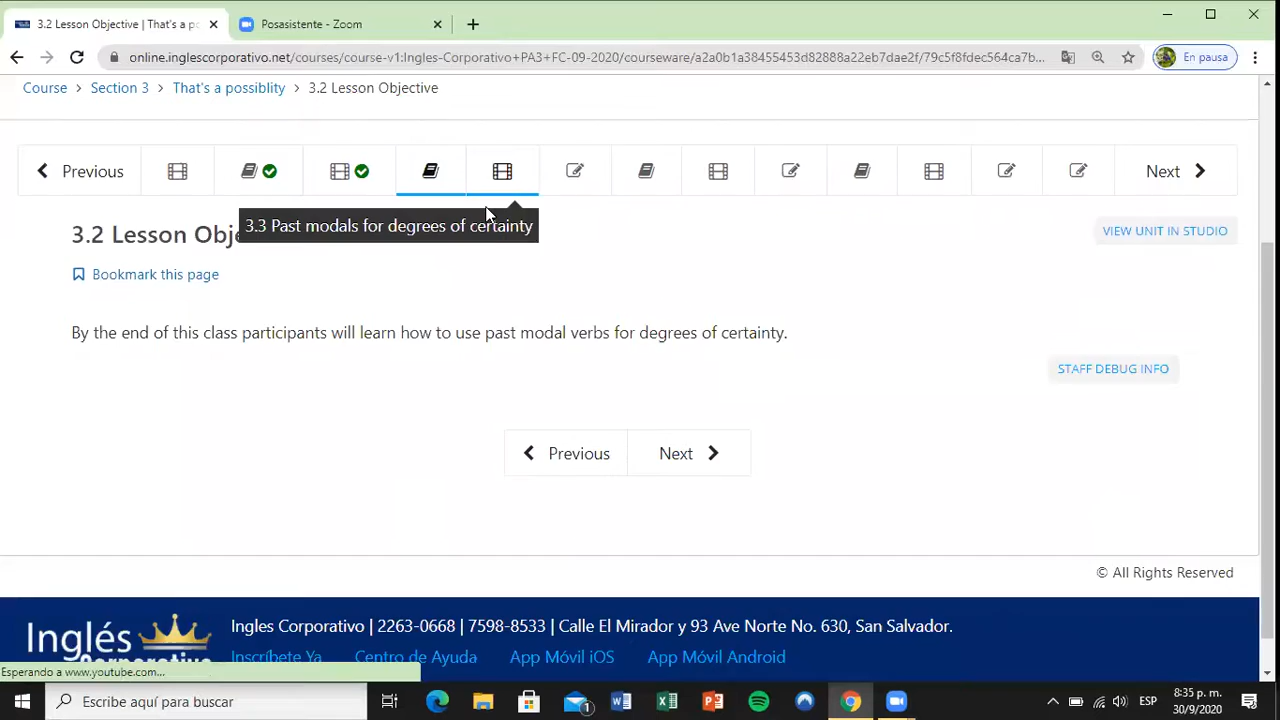 3.2 Lesson Objective | That's a po
Posasistente - Zoom
online.inglescorporativo.net/courses/course-v1:Ingles-Corporativo+PA3+FC-09-2020/courseware/a2a0b1a38455453d82888a22eb7dae2f/79c5f8fdec564ca7b...
En pausa
Course > Section 3 > That's a possiblity > 3.2 Lesson Objective
Previous
Next
3.3 Past modals for degrees of certainty
3.2 Lesson Obj
VIEW UNIT IN STUDIO
Bookmark this page
By the end of this class participants will learn how to use past modal verbs for degrees of certainty.
STAFF DEBUG INFO
Previous
Next
© All Rights Reserved
Inglés
Corporativo
Ingles Corporativo | 2263-0668 | 7598-8533 | Calle El Mirador y 93 Ave Norte No. 630, San Salvador.
Inscríbete Ya
Centro de Ayuda
App Móvil iOS
App Móvil Android
Esperando a www.youtube.com...
Escribe aquí para buscar
1
ESP
8:35 p. m.
30/9/2020